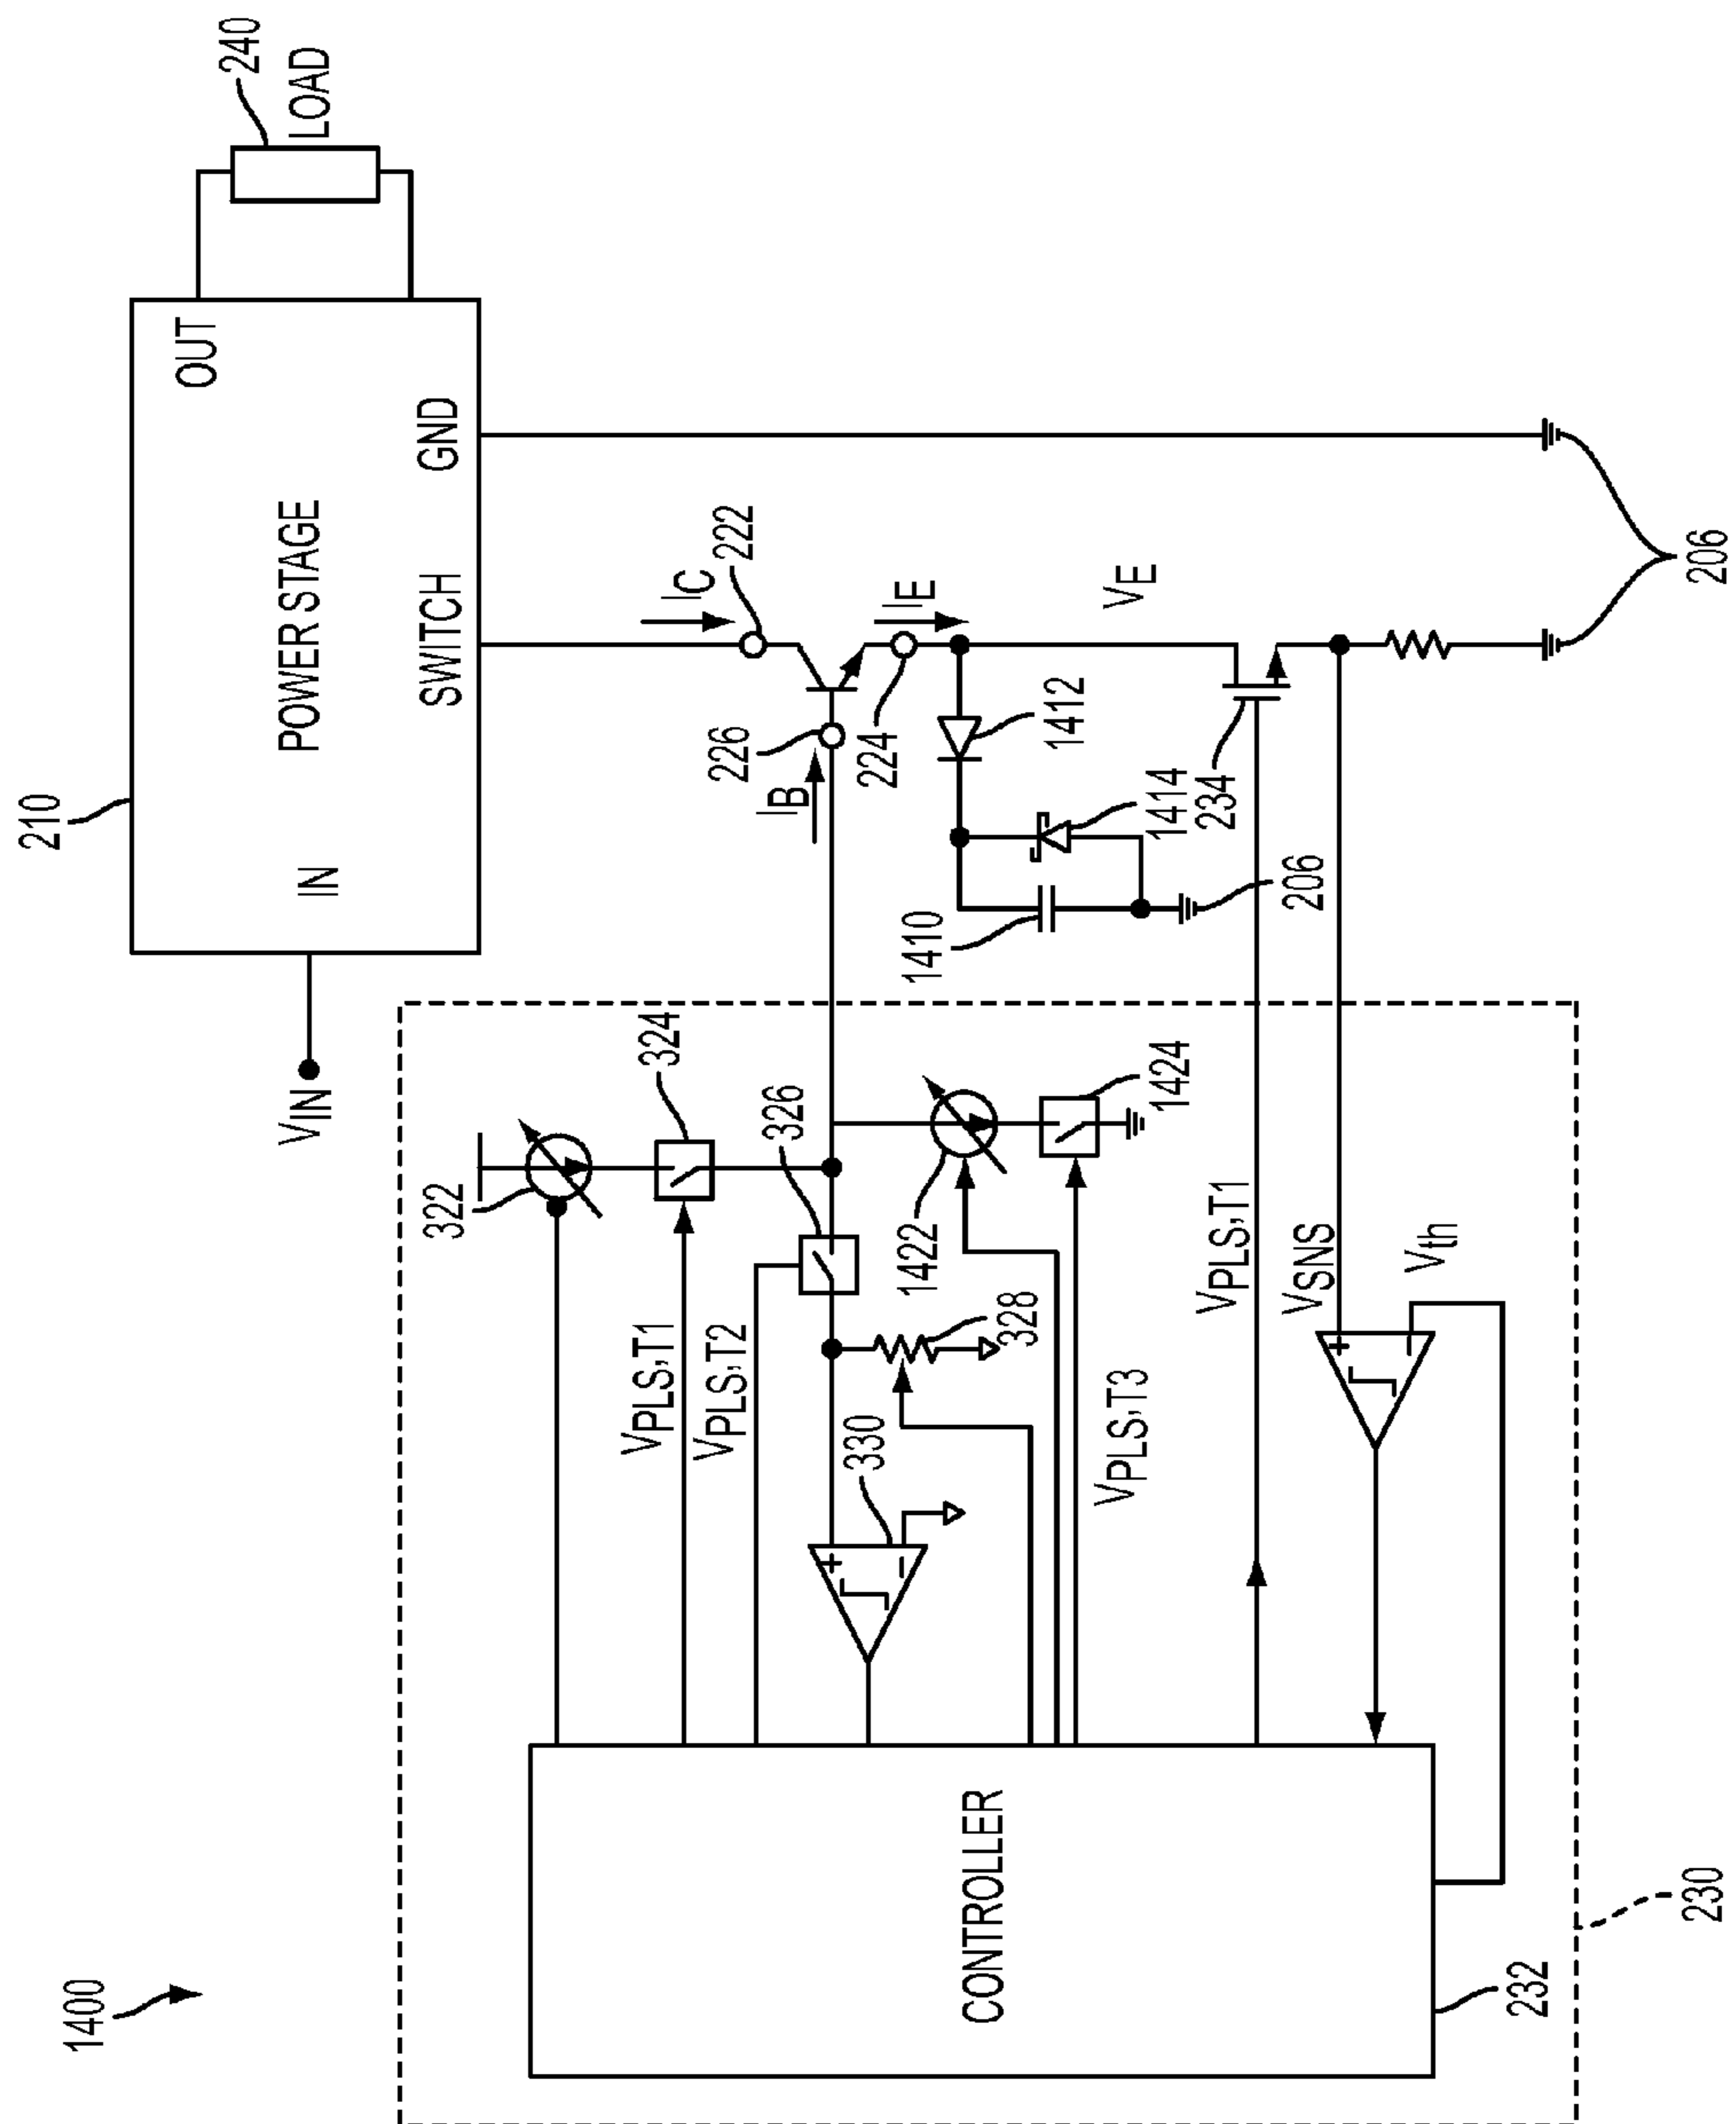 1400
210
240
LOAD
OUT
POWER STAGE
IN
SWITCH
GND
VIN
IC
222
226
IB
IE
224
VE
1412
1414
1410
206
234
206
322
324
326
1422
1424
328
330
VPLS,T1
VPLS,T2
VPLS,T3
VPLS,T1
VSNS
Vth
+
−
+
−
CONTROLLER
232
230